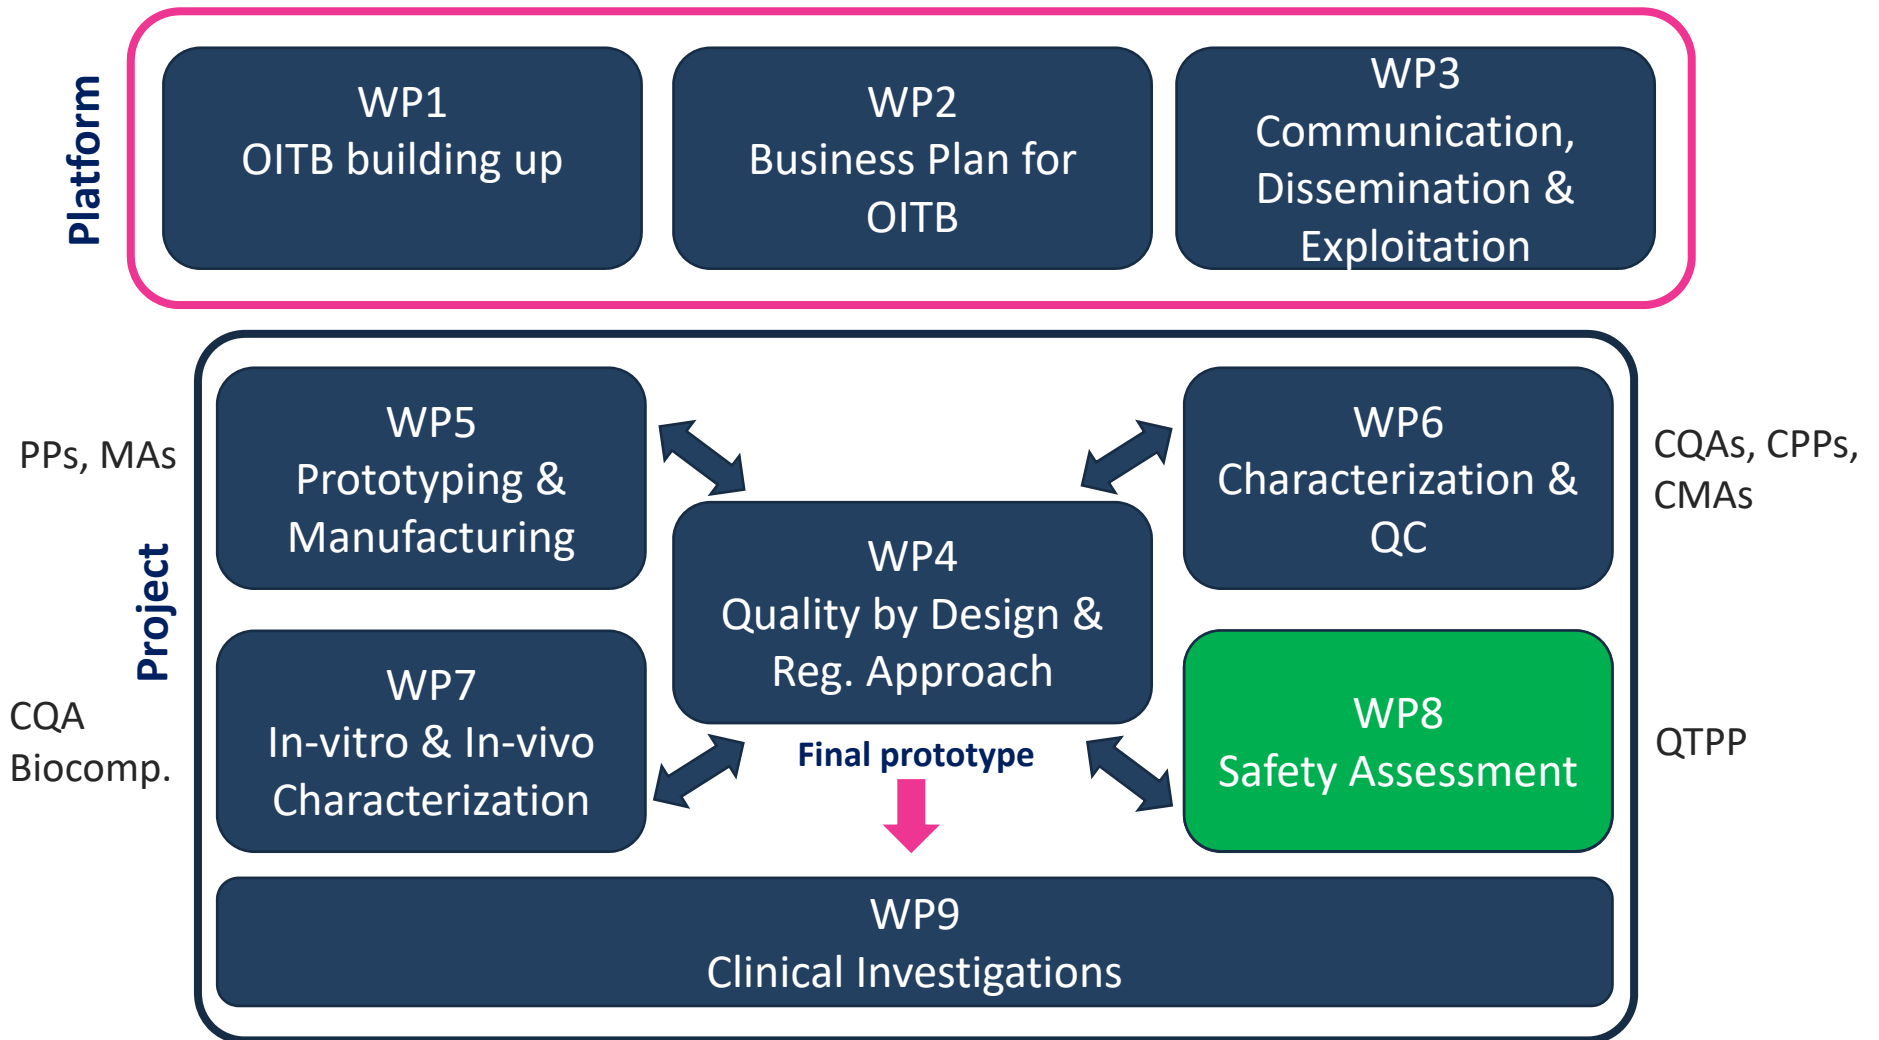 Platform
WP1
OITB building up
WP2
Business Plan for
OITB
WP3
Communication,
Dissemination &
Exploitation
Project
PPs, MAs
WP5
Prototyping &
Manufacturing
WP6
Characterization &
QC
CQAs, CPPs,
CMAs
WP4
Quality by Design &
Reg. Approach
CQA
Biocomp.
WP7
In-vitro & In-vivo
Characterization
Final prototype
WP8
Safety Assessment
QTPP
WP9
Clinical Investigations